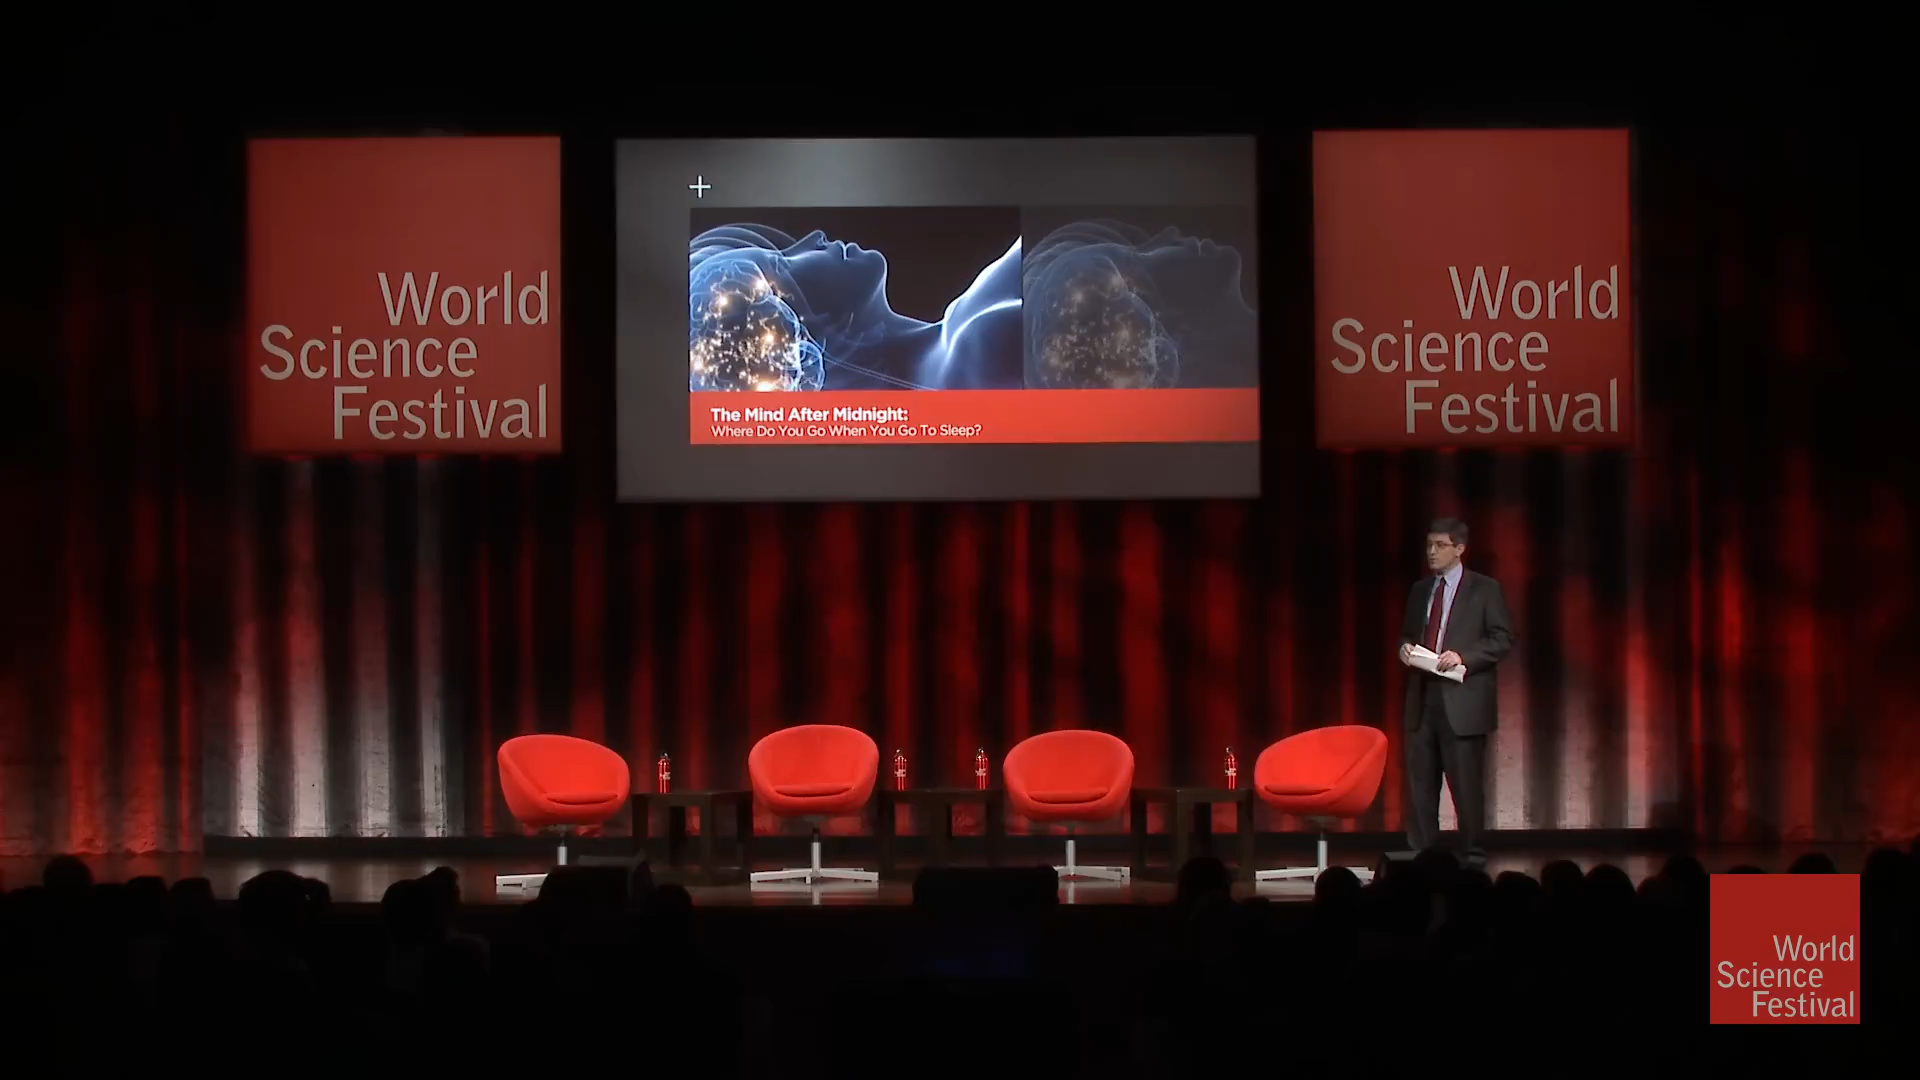 World
Science
Festival
+
The Mind After Midnight:
Where Do You Go When You Go To Sleep?
World
Science
Festival
World
Science
Festival